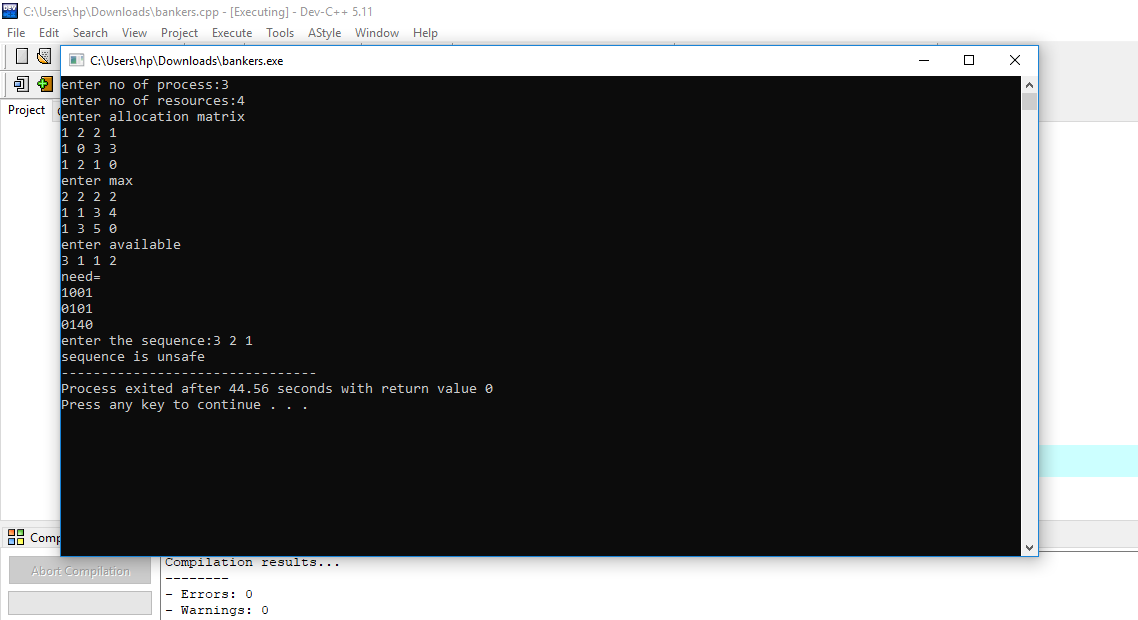 C:\Users\hp\Downloads\bankers.cpp - [Executing] - Dev-C++ 5.11
File Edit Search View Project Execute Tools AStyle Window Help
C:\Users\hp\Downloads\bankers.exe
Project
enter no of process:3
enter no of resources:4
enter allocation matrix
1 2 2 1
1 0 3 3
1 2 1 0
enter max
2 2 2 2
1 1 3 4
1 3 5 0
enter available
3 1 1 2
need=
1001
0101
0140
enter the sequence:3 2 1
sequence is unsafe
--------------------------------
Process exited after 44.56 seconds with return value 0
Press any key to continue . . .
Comp
Abort Compilation
Compilation results...
--------
- Errors: 0
- Warnings: 0